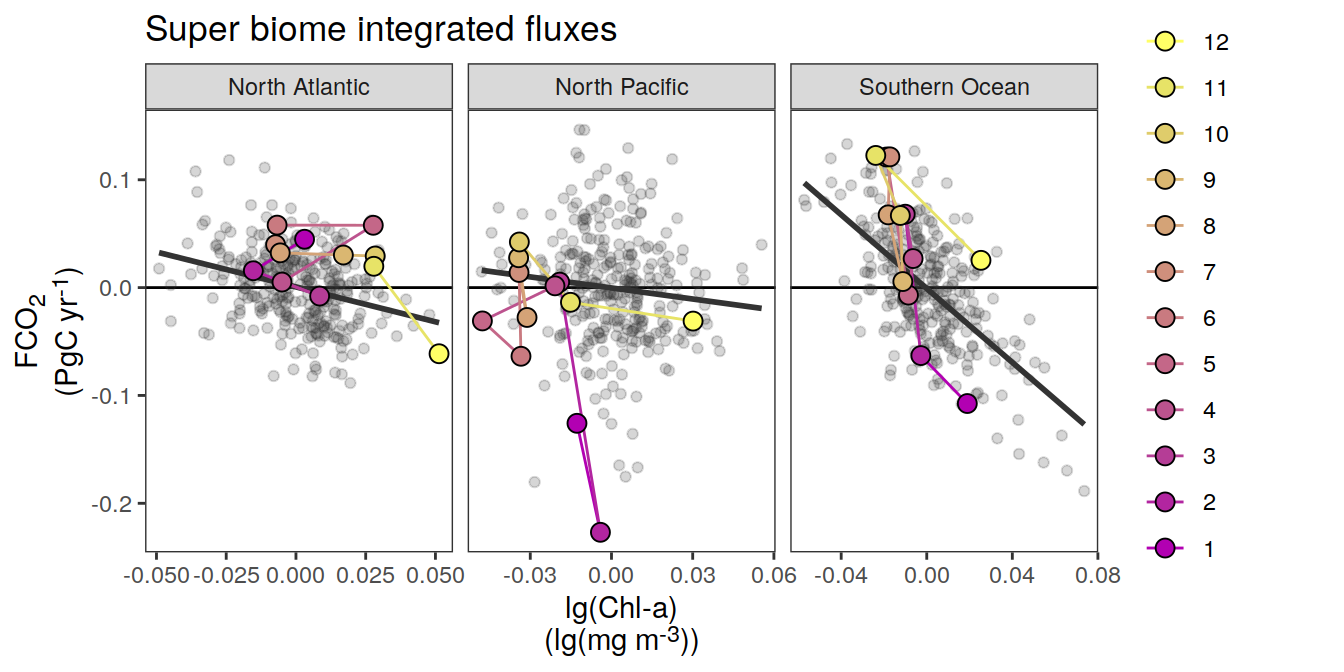 Super biome integrated fluxes
North Atlantic North Pacific Southern Ocean
FCO₂
(PgC yr⁻¹)
0.1
0.0
-0.1
-0.2
-0.050 -0.025 0.000 0.025 0.050 -0.03 0.00 0.03 0.06 -0.04 0.00 0.04 0.08
lg(Chl-a)
(lg(mg m⁻³))
12
11
10
9
8
7
6
5
4
3
2
1